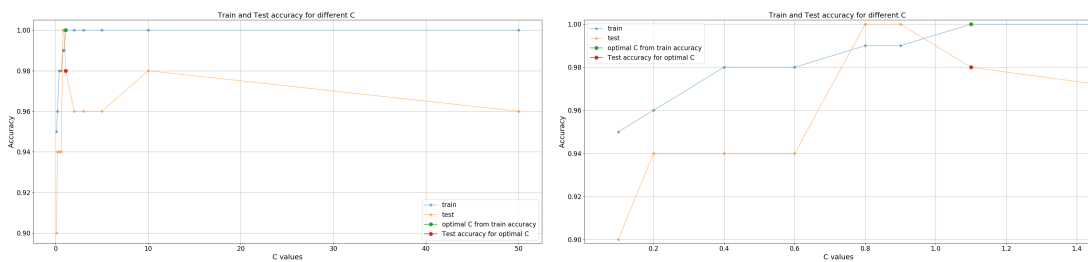 Train and Test accuracy for different C
1.00
0.98
0.96
0.94
0.92
0.90
Accuracy
0
10
20
30
40
50
C values
train
test
optimal C from train accuracy
Test accuracy for optimal C
Train and Test accuracy for different C
1.00
0.98
0.96
0.94
0.92
0.90
Accuracy
0.2
0.4
0.6
0.8
1.0
1.2
1.4
C values
train
test
optimal C from train accuracy
Test accuracy for optimal C